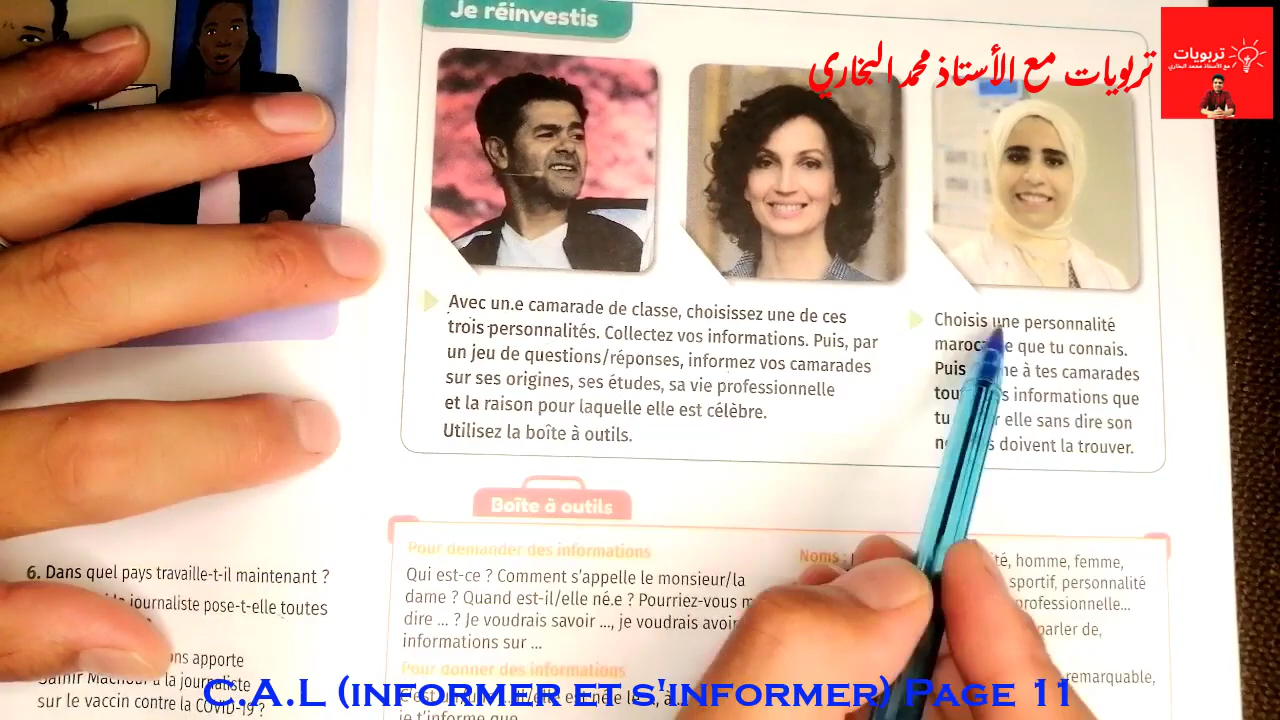 Je réinvestis
تربويات مع الأستاذ محمد البخاري
تربويات
مع الأستاذ محمد البخاري
Avec un.e camarade de classe, choisissez une de ces
trois personnalités. Collectez vos informations. Puis, par
un jeu de questions/réponses, informez vos camarades
sur ses origines, ses études, sa vie professionnelle
et la raison pour laquelle elle est célèbre.
Utilisez la boîte à outils.
Choisis une personnalité
que tu connais.
Puis à tes camarades
informations que
elle sans dire son
doivent la trouver.
Boîte à outils
Pour demander des informations
Qui est-ce ? Comment s'appelle le monsieur/la
dame ? Quand est-il/elle né.e ? Pourriez-vous
dire ... ? Je voudrais savoir ..., je voudrais avoir
informations sur ...
Pour donner des informations
je t'informe que
Noms :
homme, femme,
sportif, personnalité
professionnelle...
parler de,
remarquable,
6. Dans quel pays travaille-t-il maintenant ?
journaliste pose-t-elle toutes
apporte
à la journaliste
sur le vaccin contre la COVID-19 ?
C.A.L (informer et s'informer) Page 11